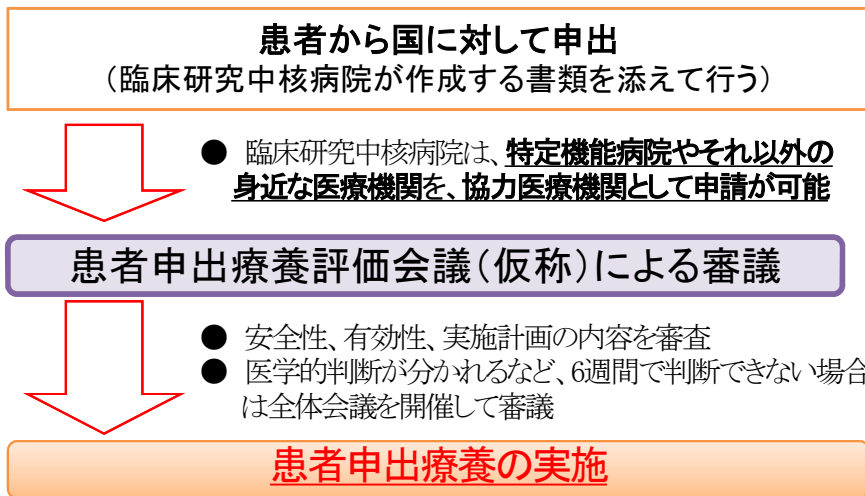 患者から国に対して申出
（臨床研究中核病院が作成する書類を添えて行う）
● 臨床研究中核病院は、特定機能病院やそれ以外の
身近な医療機関を、協力医療機関として申請が可能
患者申出療養評価会議（仮称）による審議
● 安全性、有効性、実施計画の内容を審査
● 医学的判断が分かれるなど、6週間で判断できない場合
は全体会議を開催して審議
患者申出療養の実施